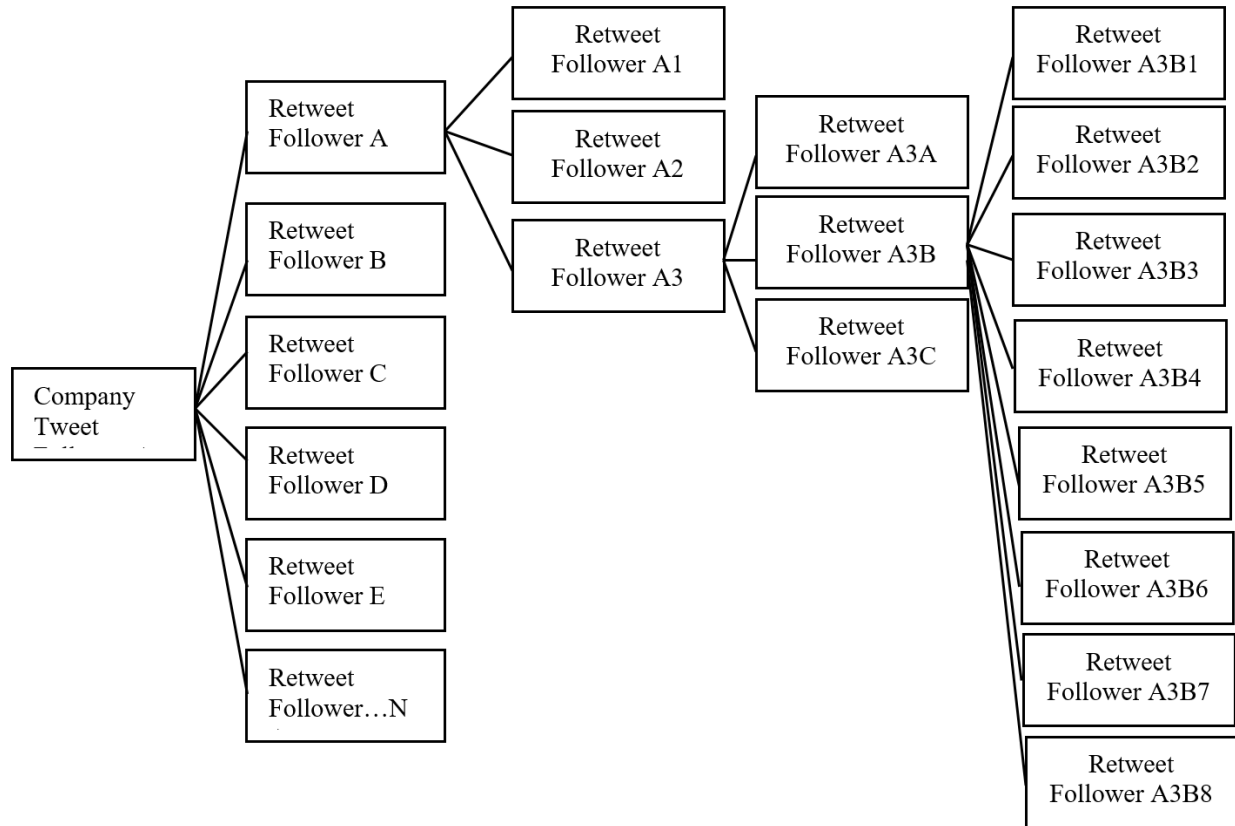 Company
Tweet
Retweet
Follower A
Retweet
Follower B
Retweet
Follower C
Retweet
Follower D
Retweet
Follower E
Retweet
Follower…N
Retweet
Follower A1
Retweet
Follower A2
Retweet
Follower A3
Retweet
Follower A3A
Retweet
Follower A3B
Retweet
Follower A3C
Retweet
Follower A3B1
Retweet
Follower A3B2
Retweet
Follower A3B3
Retweet
Follower A3B4
Retweet
Follower A3B5
Retweet
Follower A3B6
Retweet
Follower A3B7
Retweet
Follower A3B8